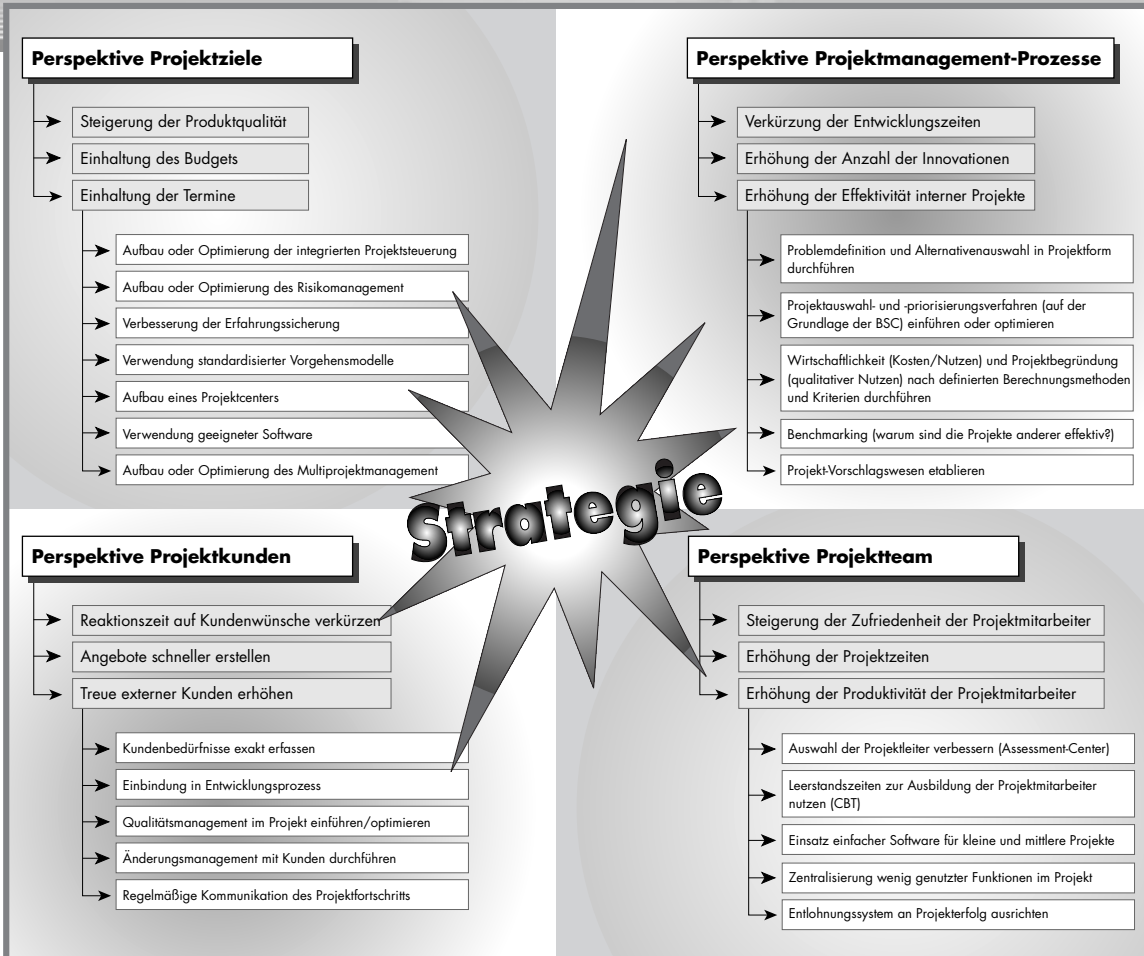 Perspektive Projektziele
Steigerung der Produktqualität
Einhaltung des Budgets
Einhaltung der Termine
Aufbau oder Optimierung der integrierten Projektsteuerung
Aufbau oder Optimierung des Risikomanagement
Verbesserung der Erfahrungssicherung
Verwendung standardisierter Vorgehensmodelle
Aufbau eines Projektcenters
Verwendung geeigneter Software
Aufbau oder Optimierung des Multiprojektmanagement
Perspektive Projektmanagement-Prozesse
Verkürzung der Entwicklungszeiten
Erhöhung der Anzahl der Innovationen
Erhöhung der Effektivität interner Projekte
Problemdefinition und Alternativenauswahl in Projektform
durchführen
Projektauswahl- und -priorisierungsverfahren (auf der
Grundlage der BSC) einführen oder optimieren
Wirtschaftlichkeit (Kosten/Nutzen) und Projektbegründung
(qualitativer Nutzen) nach definierten Berechnungsmethoden
und Kriterien durchführen
Benchmarking (warum sind die Projekte anderer effektiv?)
Projekt-Vorschlagswesen etablieren
Strategie
Perspektive Projektkunden
Reaktionszeit auf Kundenwünsche verkürzen
Angebote schneller erstellen
Treue externer Kunden erhöhen
Kundenbedürfnisse exakt erfassen
Einbindung in Entwicklungsprozess
Qualitätsmanagement im Projekt einführen/optimieren
Änderungsmanagement mit Kunden durchführen
Regelmäßige Kommunikation des Projektfortschritts
Perspektive Projektteam
Steigerung der Zufriedenheit der Projektmitarbeiter
Erhöhung der Projektzeiten
Erhöhung der Produktivität der Projektmitarbeiter
Auswahl der Projektleiter verbessern (Assessment-Center)
Leerstandszeiten zur Ausbildung der Projektmitarbeiter
nutzen (CBT)
Einsatz einfacher Software für kleine und mittlere Projekte
Zentralisierung wenig genutzter Funktionen im Projekt
Entlohnungssystem an Projekterfolg ausrichten